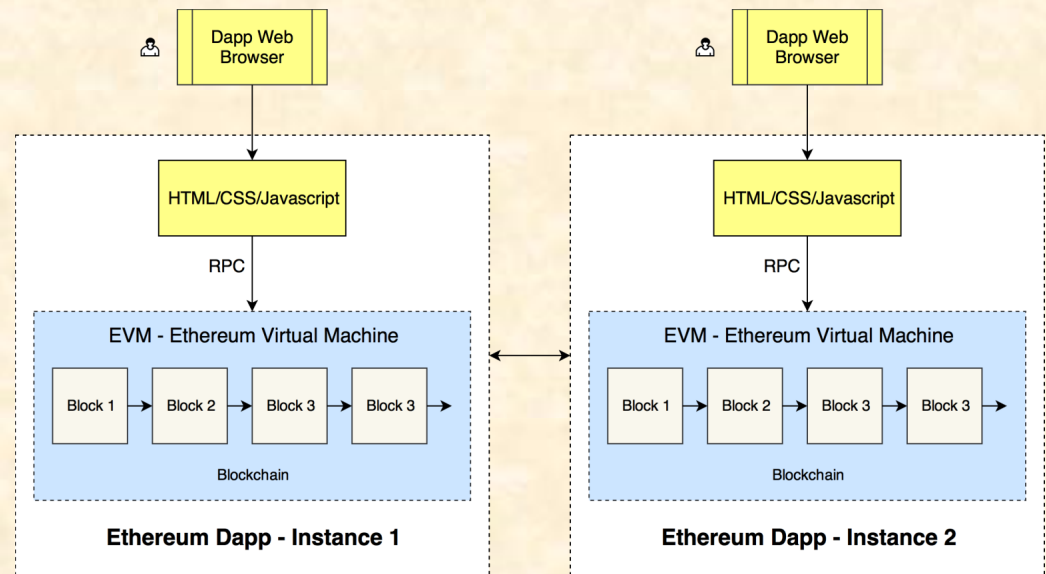 Dapp Web
Browser
HTML/CSS/Javascript
RPC
EVM - Ethereum Virtual Machine
Block 1
Block 2
Block 3
Block 3
Blockchain
Ethereum Dapp - Instance 1
Dapp Web
Browser
HTML/CSS/Javascript
RPC
EVM - Ethereum Virtual Machine
Block 1
Block 2
Block 3
Block 3
Blockchain
Ethereum Dapp - Instance 2